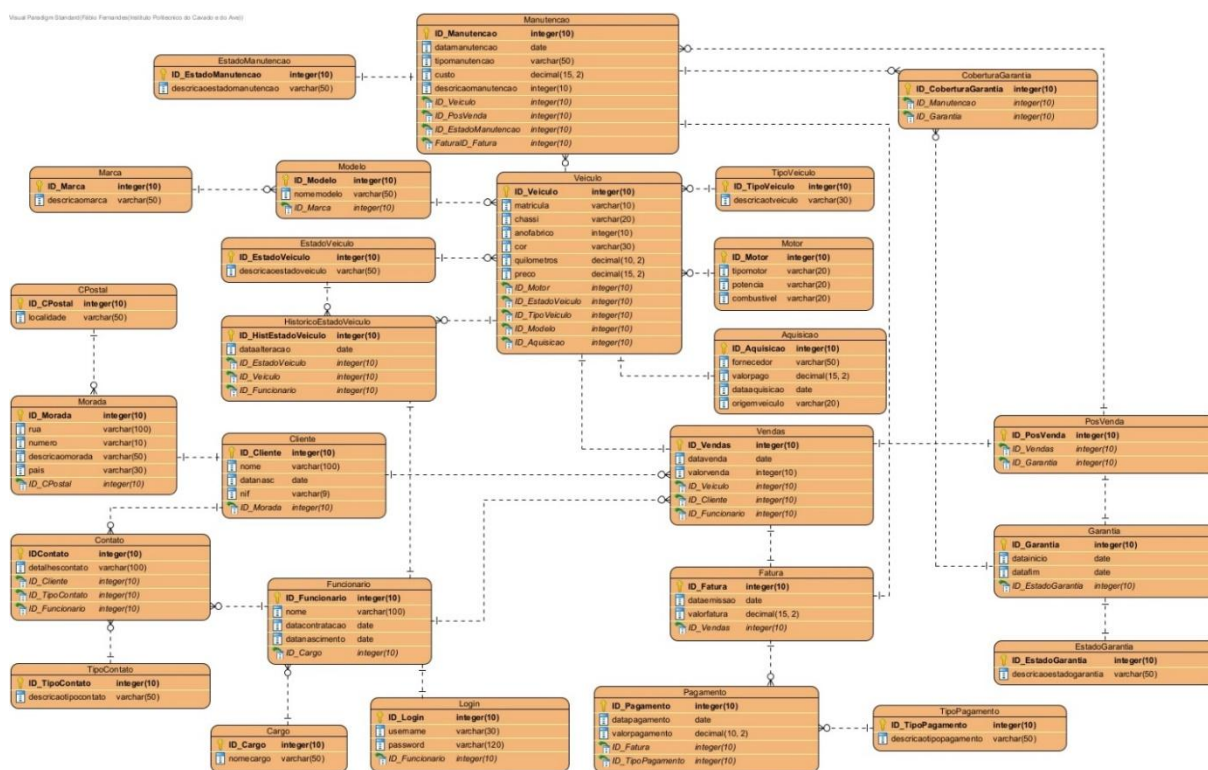 Visual Paradigm Standard(Fábio Fernandes(Instituto Politecnico do Cavado e do Ave))
Manutencao
ID_Manutencao integer(10)
datamanutencao date
tipomanutencao varchar(50)
custo decimal(15, 2)
descricaomanutencao integer(10)
ID_Veiculo integer(10)
ID_PosVenda integer(10)
ID_EstadoManutencao integer(10)
FaturaID_Fatura integer(10)
EstadoManutencao
ID_EstadoManutencao integer(10)
descricaoestadomanutencao varchar(50)
CoberturaGarantia
ID_CoberturaGarantia integer(10)
ID_Manutencao integer(10)
ID_Garantia integer(10)
Marca
ID_Marca integer(10)
descricaomarca varchar(50)
Modelo
ID_Modelo integer(10)
nomemodelo varchar(50)
ID_Marca integer(10)
Veiculo
ID_Veiculo integer(10)
matricula varchar(10)
chassi varchar(20)
anofabrico integer(10)
cor varchar(30)
quilometros decimal(10, 2)
preco decimal(15, 2)
ID_Motor integer(10)
ID_EstadoVeiculo integer(10)
ID_TipoVeiculo integer(10)
ID_Modelo integer(10)
ID_Aquisicao integer(10)
TipoVeiculo
ID_TipoVeiculo integer(10)
descricaotveiculo varchar(30)
EstadoVeiculo
ID_EstadoVeiculo integer(10)
descricaoestadoveiculo varchar(50)
Motor
ID_Motor integer(10)
tipomotor varchar(20)
potencia varchar(20)
combustivel varchar(20)
CPostal
ID_CPostal integer(10)
localidade varchar(50)
HistoricoEstadoVeiculo
ID_HistEstadoVeiculo integer(10)
dataalteracao date
ID_EstadoVeiculo integer(10)
ID_Veiculo integer(10)
ID_Funcionario integer(10)
Aquisicao
ID_Aquisicao integer(10)
fornecedor varchar(50)
valorpago decimal(15, 2)
dataaquisicao date
origemveiculo varchar(20)
Morada
ID_Morada integer(10)
rua varchar(100)
numero varchar(10)
descricaomorada varchar(50)
pais varchar(30)
ID_CPostal integer(10)
Cliente
ID_Cliente integer(10)
nome varchar(100)
datanasc date
nif varchar(9)
ID_Morada integer(10)
Vendas
ID_Vendas integer(10)
datavenda date
valorvenda integer(10)
ID_Veiculo integer(10)
ID_Cliente integer(10)
ID_Funcionario integer(10)
PosVenda
ID_PosVenda integer(10)
ID_Vendas integer(10)
ID_Garantia integer(10)
Contato
IDContato integer(10)
detalhescontato varchar(100)
ID_Cliente integer(10)
ID_TipoContato integer(10)
ID_Funcionario integer(10)
Garantia
ID_Garantia integer(10)
datainicio date
datafim date
ID_EstadoGarantia integer(10)
Funcionario
ID_Funcionario integer(10)
nome varchar(100)
datacontratacao date
datanascimento date
ID_Cargo integer(10)
Fatura
ID_Fatura integer(10)
dataemissao date
valorfatura decimal(15, 2)
ID_Vendas integer(10)
EstadoGarantia
ID_EstadoGarantia integer(10)
descricaoestadogarantia varchar(50)
TipoContato
ID_TipoContato integer(10)
descricaotipocontato varchar(50)
Cargo
ID_Cargo integer(10)
nomecargo varchar(50)
Login
ID_Login integer(10)
username varchar(30)
password varchar(120)
ID_Funcionario integer(10)
Pagamento
ID_Pagamento integer(10)
datapagamento date
valorpagamento decimal(10, 2)
ID_Fatura integer(10)
ID_TipoPagamento integer(10)
TipoPagamento
ID_TipoPagamento integer(10)
descricaotipopagamento varchar(50)